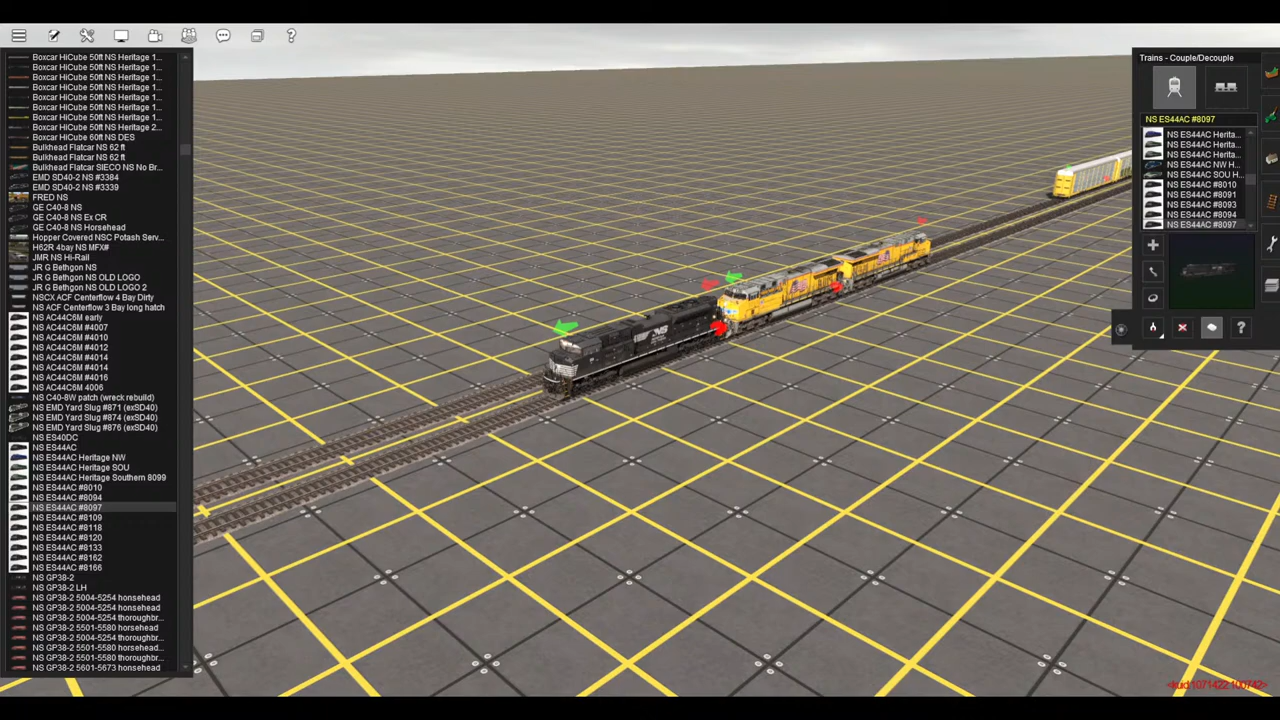 Boxcar HiCube 50ft NS Heritage 1...
Boxcar HiCube 50ft NS Heritage 1...
Boxcar HiCube 50ft NS Heritage 1...
Boxcar HiCube 50ft NS Heritage 1...
Boxcar HiCube 50ft NS Heritage 1...
Boxcar HiCube 50ft NS Heritage 1...
Boxcar HiCube 50ft NS Heritage 1...
Boxcar HiCube 50ft NS Heritage 2...
Boxcar HiCube 60ft NS DES
Bulkhead Flatcar NS 62 ft
Bulkhead Flatcar NS 62 ft
Bulkhead Flatcar SIECO NS No Br...
EMD SD40-2 NS #3384
EMD SD40-2 NS #3339
FRED NS
GE C40-8 NS
GE C40-8 NS Ex CR
GE C40-8 NS Horsehead
Hopper Covered NSC Potash Serv...
H62R 4bay NS MFX#
JMR NS Hi-Rail
JR G Bethgon NS
JR G Bethgon NS OLD LOGO
JR G Bethgon NS OLD LOGO 2
NSCX ACF Centerflow 4 Bay Dirty
NS ACF Centerflow 3 Bay long hatch
NS AC44C6M early
NS AC44C6M #4007
NS AC44C6M #4010
NS AC44C6M #4012
NS AC44C6M #4014
NS AC44C6M #4014
NS AC44C6M #4016
NS AC44C6M 4006
NS C40-8W patch (wreck rebuild)
NS EMD Yard Slug #871 (exSD40)
NS EMD Yard Slug #874 (exSD40)
NS EMD Yard Slug #876 (exSD40)
NS ES40DC
NS ES44AC
NS ES44AC Heritage NW
NS ES44AC Heritage SOU
NS ES44AC Heritage Southern 8099
NS ES44AC #8010
NS ES44AC #8094
NS ES44AC #8097
NS ES44AC #8109
NS ES44AC #8118
NS ES44AC #8120
NS ES44AC #8133
NS ES44AC #8162
NS ES44AC #8166
NS GP38-2
NS GP38-2 LH
NS GP38-2 5004-5254 horsehead
NS GP38-2 5004-5254 horsehead
NS GP38-2 5004-5254 thoroughbr...
NS GP38-2 5501-5580 horsehead
NS GP38-2 5004-5254 thoroughbr...
NS GP38-2 5501-5580 horsehead
NS GP38-2 5501-5580 thoroughbr...
NS GP38-2 5601-5673 horsehead
NS
Trains - Couple/Decouple
NS ES44AC #8097
NS ES44AC Herita...
NS ES44AC Herita...
NS ES44AC Herita...
NS ES44AC NW H...
NS ES44AC SOU H...
NS ES44AC #8010
NS ES44AC #8091
NS ES44AC #8093
NS ES44AC #8094
NS ES44AC #8097
<kuid:1071422:100742>